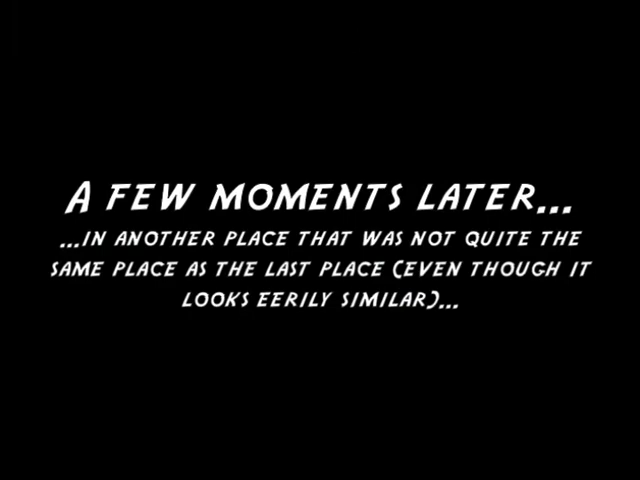 A FEW MOMENTS LATER...
...IN ANOTHER PLACE THAT WAS NOT QUITE THE
SAME PLACE AS THE LAST PLACE (EVEN THOUGH IT
LOOKS EERILY SIMILAR)...